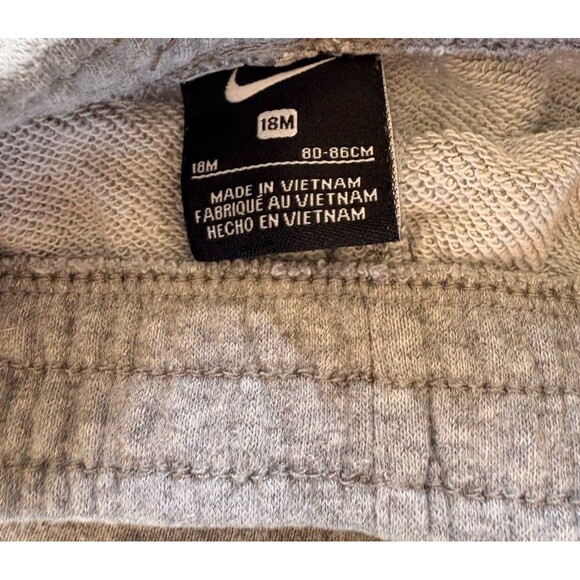 18M
18M 80-86CM
MADE IN VIETNAM
FABRIQUÉ AU VIETNAM
HECHO EN VIETNAM